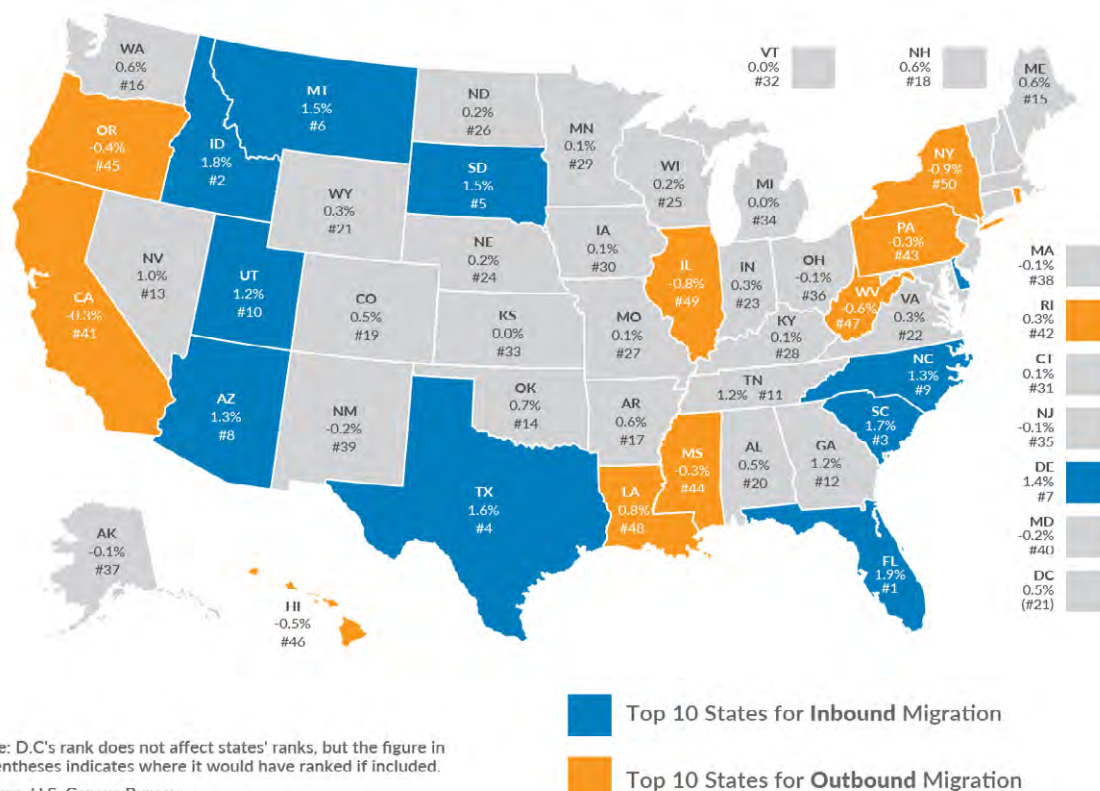 WA
0.6%
#16
OR
-0.4%
#45
CA
-0.3%
#41
NV
1.0%
#13
ID
1.8%
#2
MT
1.5%
#6
WY
0.3%
#21
UT
1.2%
#10
AZ
1.3%
#8
CO
0.5%
#19
NM
-0.2%
#39
ND
0.2%
#26
SD
1.5%
#5
NE
0.2%
#24
KS
0.0%
#33
OK
0.7%
#14
TX
1.6%
#4
MN
0.1%
#29
IA
0.1%
#30
MO
0.1%
#27
AR
0.6%
#17
LA
0.8%
#48
WI
0.2%
#25
IL
-0.8%
#49
MS
-0.3%
#44
MI
0.0%
#34
IN
0.3%
#23
OH
-0.1%
#36
KY
0.1%
#28
TN
1.2% #11
AL
0.5%
#20
GA
1.2%
#12
FL
1.9%
#1
SC
1.7%
#3
NC
1.3%
#9
VA
0.3%
#22
WV
-0.6%
#47
PA
-0.3%
#43
NY
-0.9%
#50
VT
0.0%
#32
NH
0.6%
#18
ME
0.6%
#15
MA
-0.1%
#38
RI
0.3%
#42
CT
0.1%
#31
NJ
-0.1%
#35
DE
1.4%
#7
MD
-0.2%
#40
DC
0.5%
(#21)
AK
-0.1%
#37
HI
-0.5%
#46
Top 10 States for Inbound Migration
Top 10 States for Outbound Migration
e: D.C's rank does not affect states' ranks, but the figure in
entheses indicates where it would have ranked if included.